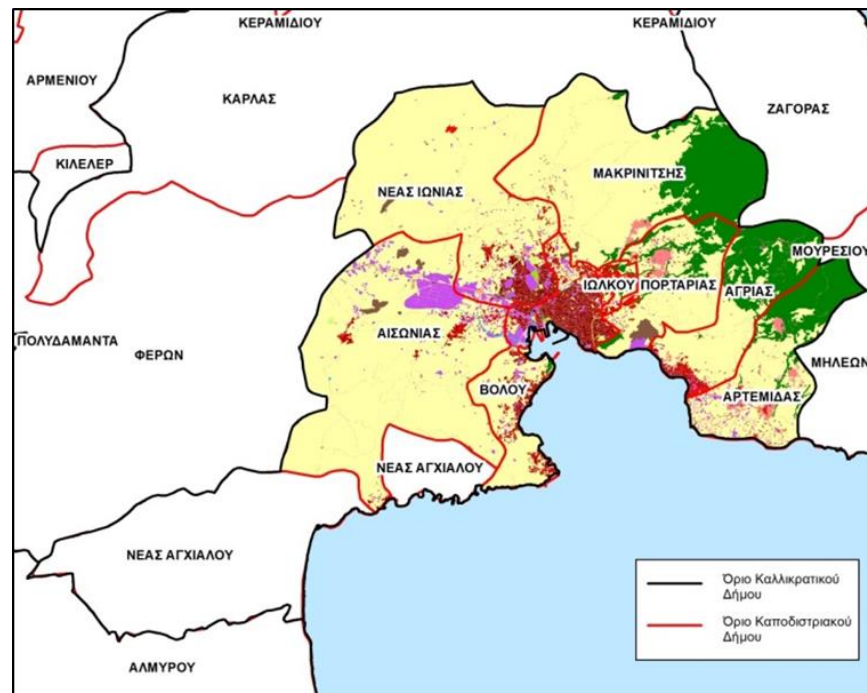 ΚΕΡΑΜΙΔΙΟΥ
ΚΕΡΑΜΙΔΙΟΥ
ΑΡΜΕΝΙΟΥ
ΚΑΡΛΑΣ
ΖΑΓΟΡΑΣ
ΚΙΛΕΛΕΡ
ΝΕΑΣ ΙΩΝΙΑΣ
ΜΑΚΡΙΝΙΤΣΗΣ
ΜΟΥΡΕΣΙΟΥ
ΙΩΛΚΟΥ
ΠΟΡΤΑΡΙΑΣ
ΑΓΡΙΑΣ
ΠΟΛΥΔΑΜΑΝΤΑ
ΦΕΡΩΝ
ΑΙΣΩΝΙΑΣ
ΜΗΛΕΩΝ
ΒΟΛΟΥ
ΑΡΤΕΜΙΔΑΣ
ΝΕΑΣ ΑΓΧΙΑΛΟΥ
ΝΕΑΣ ΑΓΧΙΑΛΟΥ
ΑΛΜΥΡΟΥ
Όριο Καλλικρατικού
Δήμου
Όριο Καποδιστριακού
Δήμου